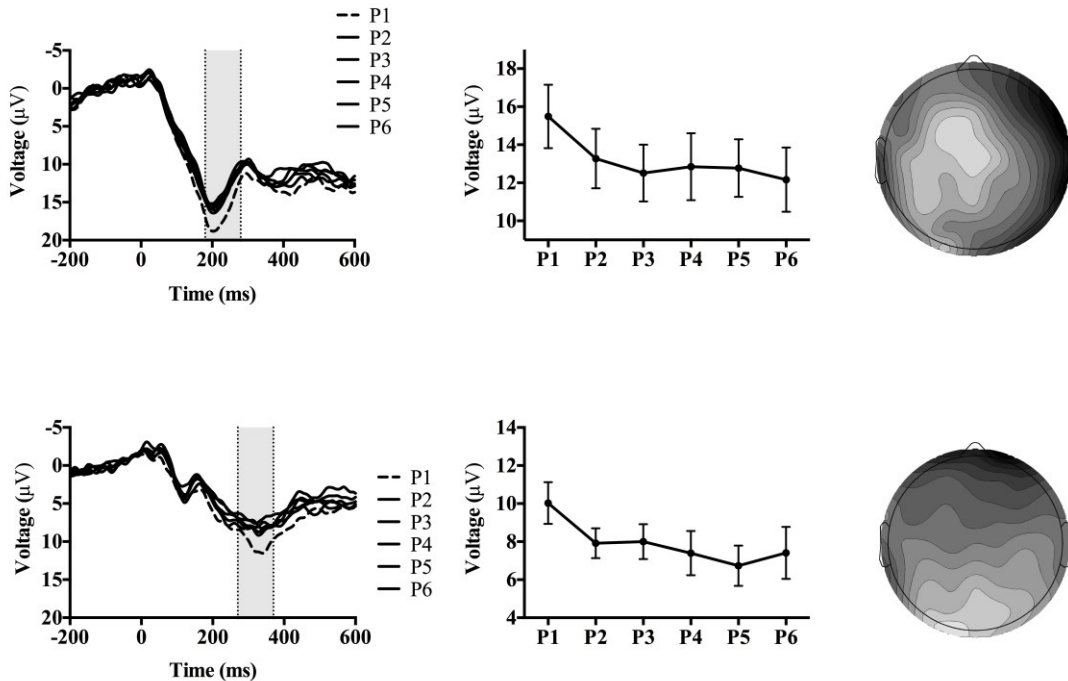 P1
P2
P3
P4
P5
P6
-5
0
5
10
15
20
Voltage (µV)
-200 0 200 400 600
Time (ms)
18
16
14
12
10
Voltage (µV)
P1 P2 P3 P4 P5 P6
-5
0
5
10
15
20
Voltage (µV)
P1
P2
P3
P4
P5
P6
-200 0 200 400 600
Time (ms)
14
12
10
8
6
4
Voltage (µV)
P1 P2 P3 P4 P5 P6